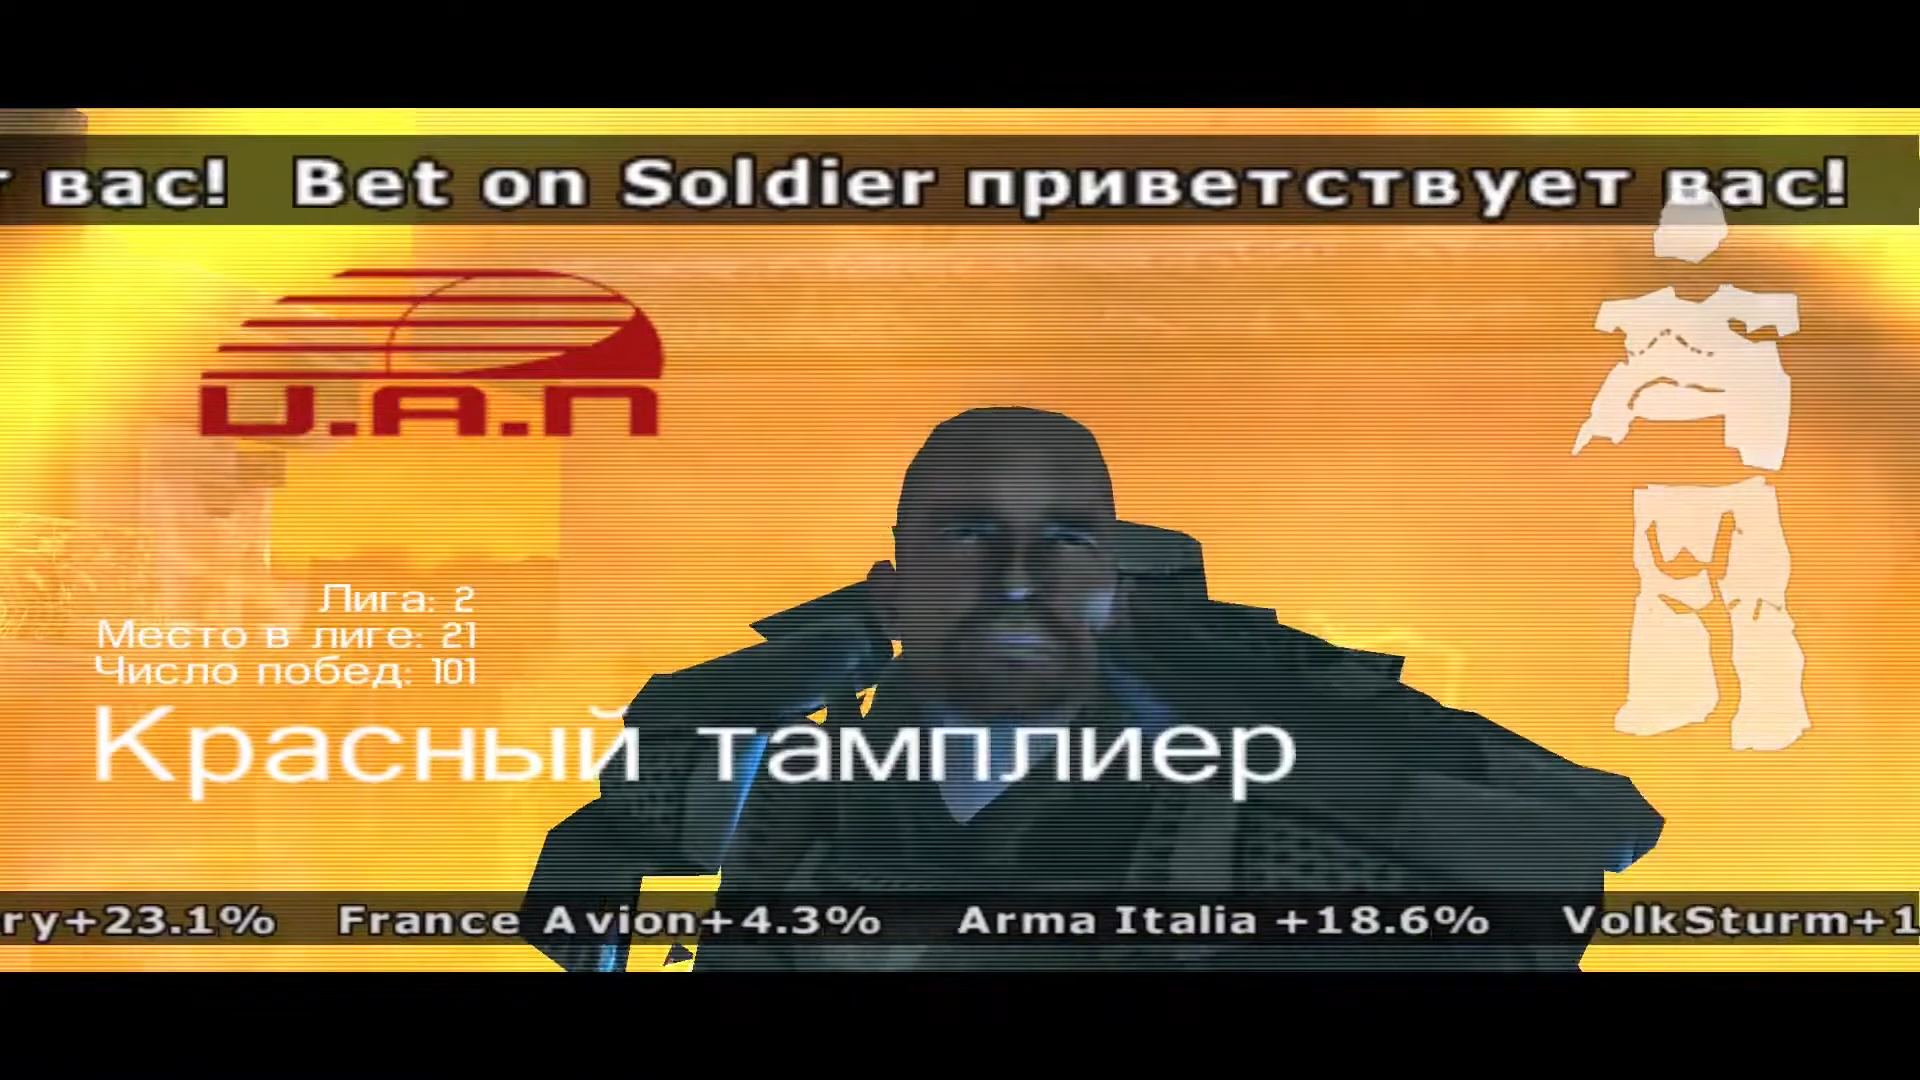 вас! Bet on Soldier приветствует вас!
U.A.N
Лига: 2
Место в лиге: 21
Число побед: 101
Красный тамплиер
ry+23.1% France Avion+4.3% Arma Italia +18.6% VolkSturm+1